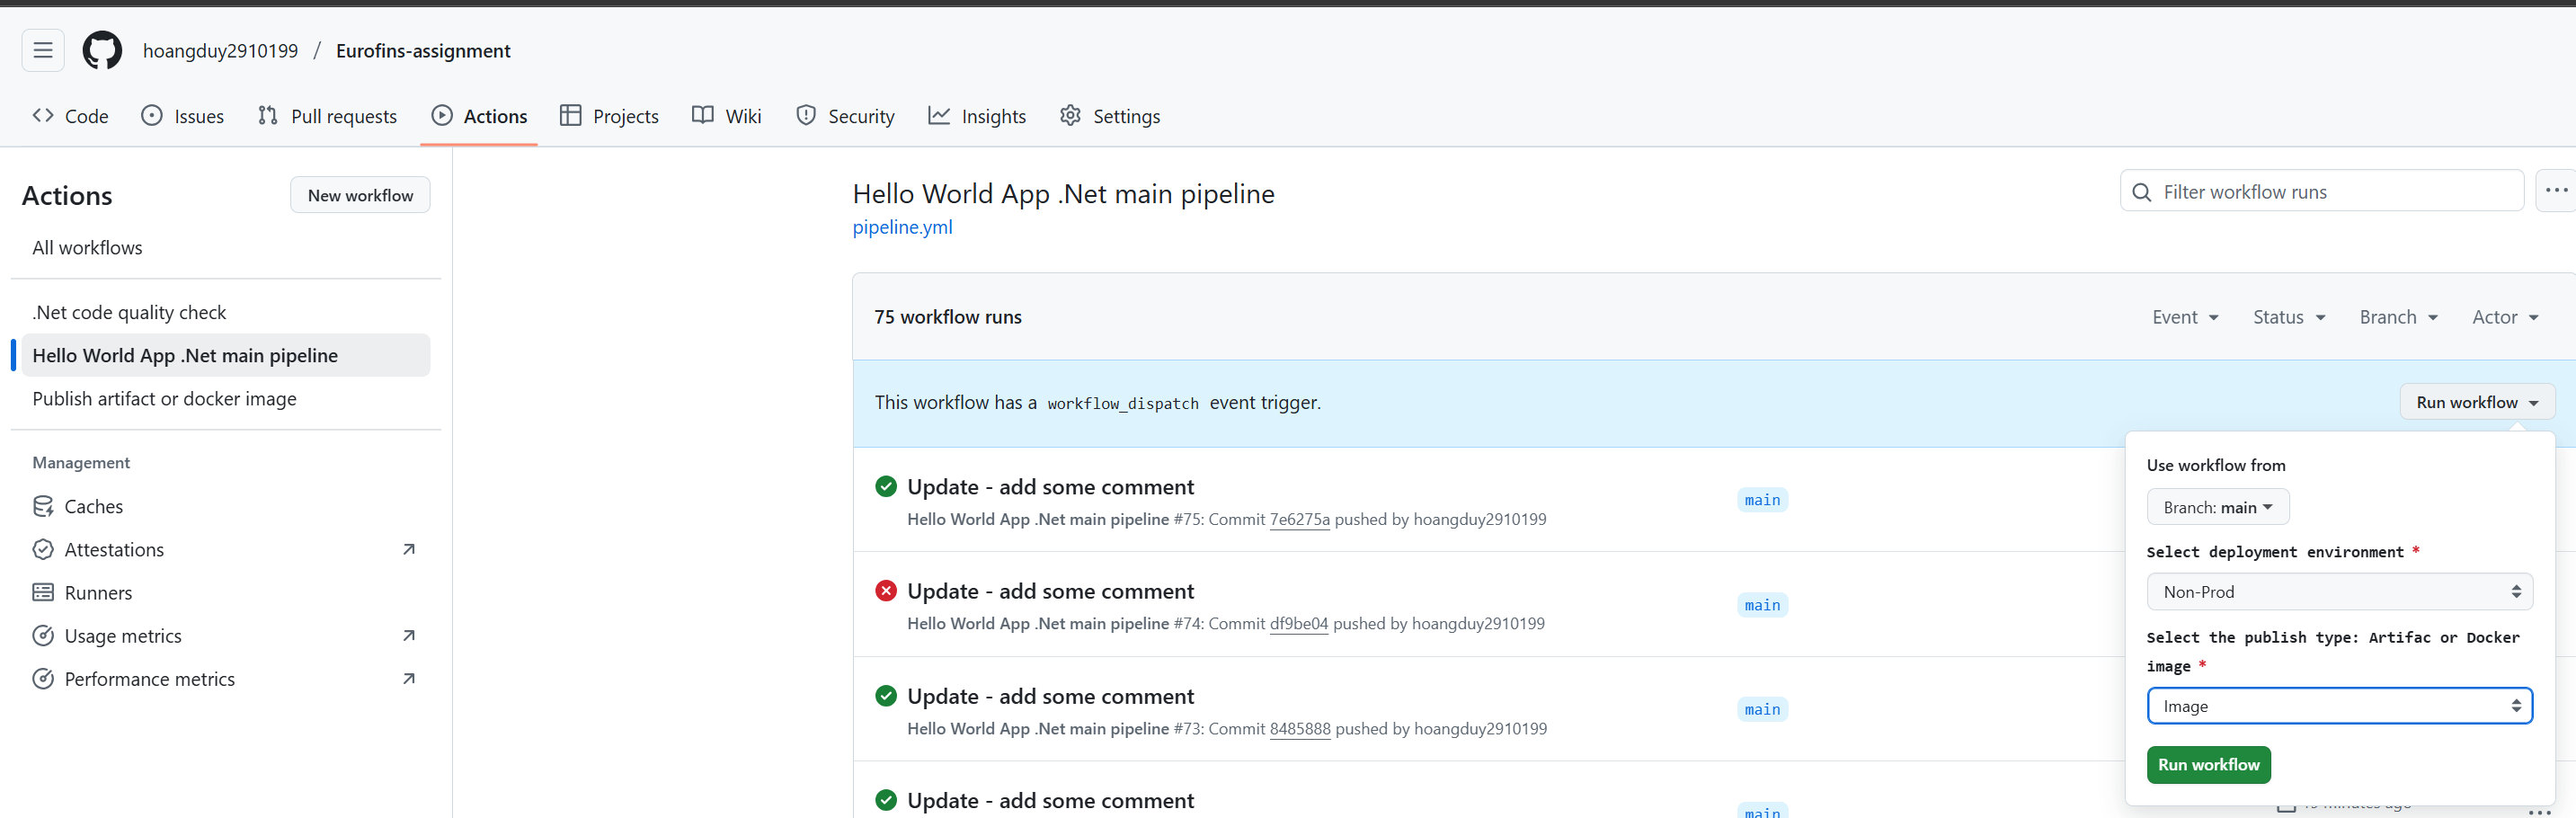 hoangduy2910199 / Eurofins-assignment
Code Issues Pull requests Actions Projects Wiki Security Insights Settings
Actions
New workflow
All workflows
.Net code quality check
Hello World App .Net main pipeline
Publish artifact or docker image
Management
Caches
Attestations
Runners
Usage metrics
Performance metrics
Hello World App .Net main pipeline
pipeline.yml
Filter workflow runs
75 workflow runs
Event Status Branch Actor
This workflow has a workflow_dispatch event trigger.
Run workflow
Update - add some comment
Hello World App .Net main pipeline #75: Commit 7e6275a pushed by hoangduy2910199
main
Update - add some comment
Hello World App .Net main pipeline #74: Commit df9be04 pushed by hoangduy2910199
main
Update - add some comment
Hello World App .Net main pipeline #73: Commit 8485888 pushed by hoangduy2910199
main
Update - add some comment
main
Use workflow from
Branch: main
Select deployment environment *
Non-Prod
Select the publish type: Artifac or Docker
image *
Image
Run workflow
minutes ago